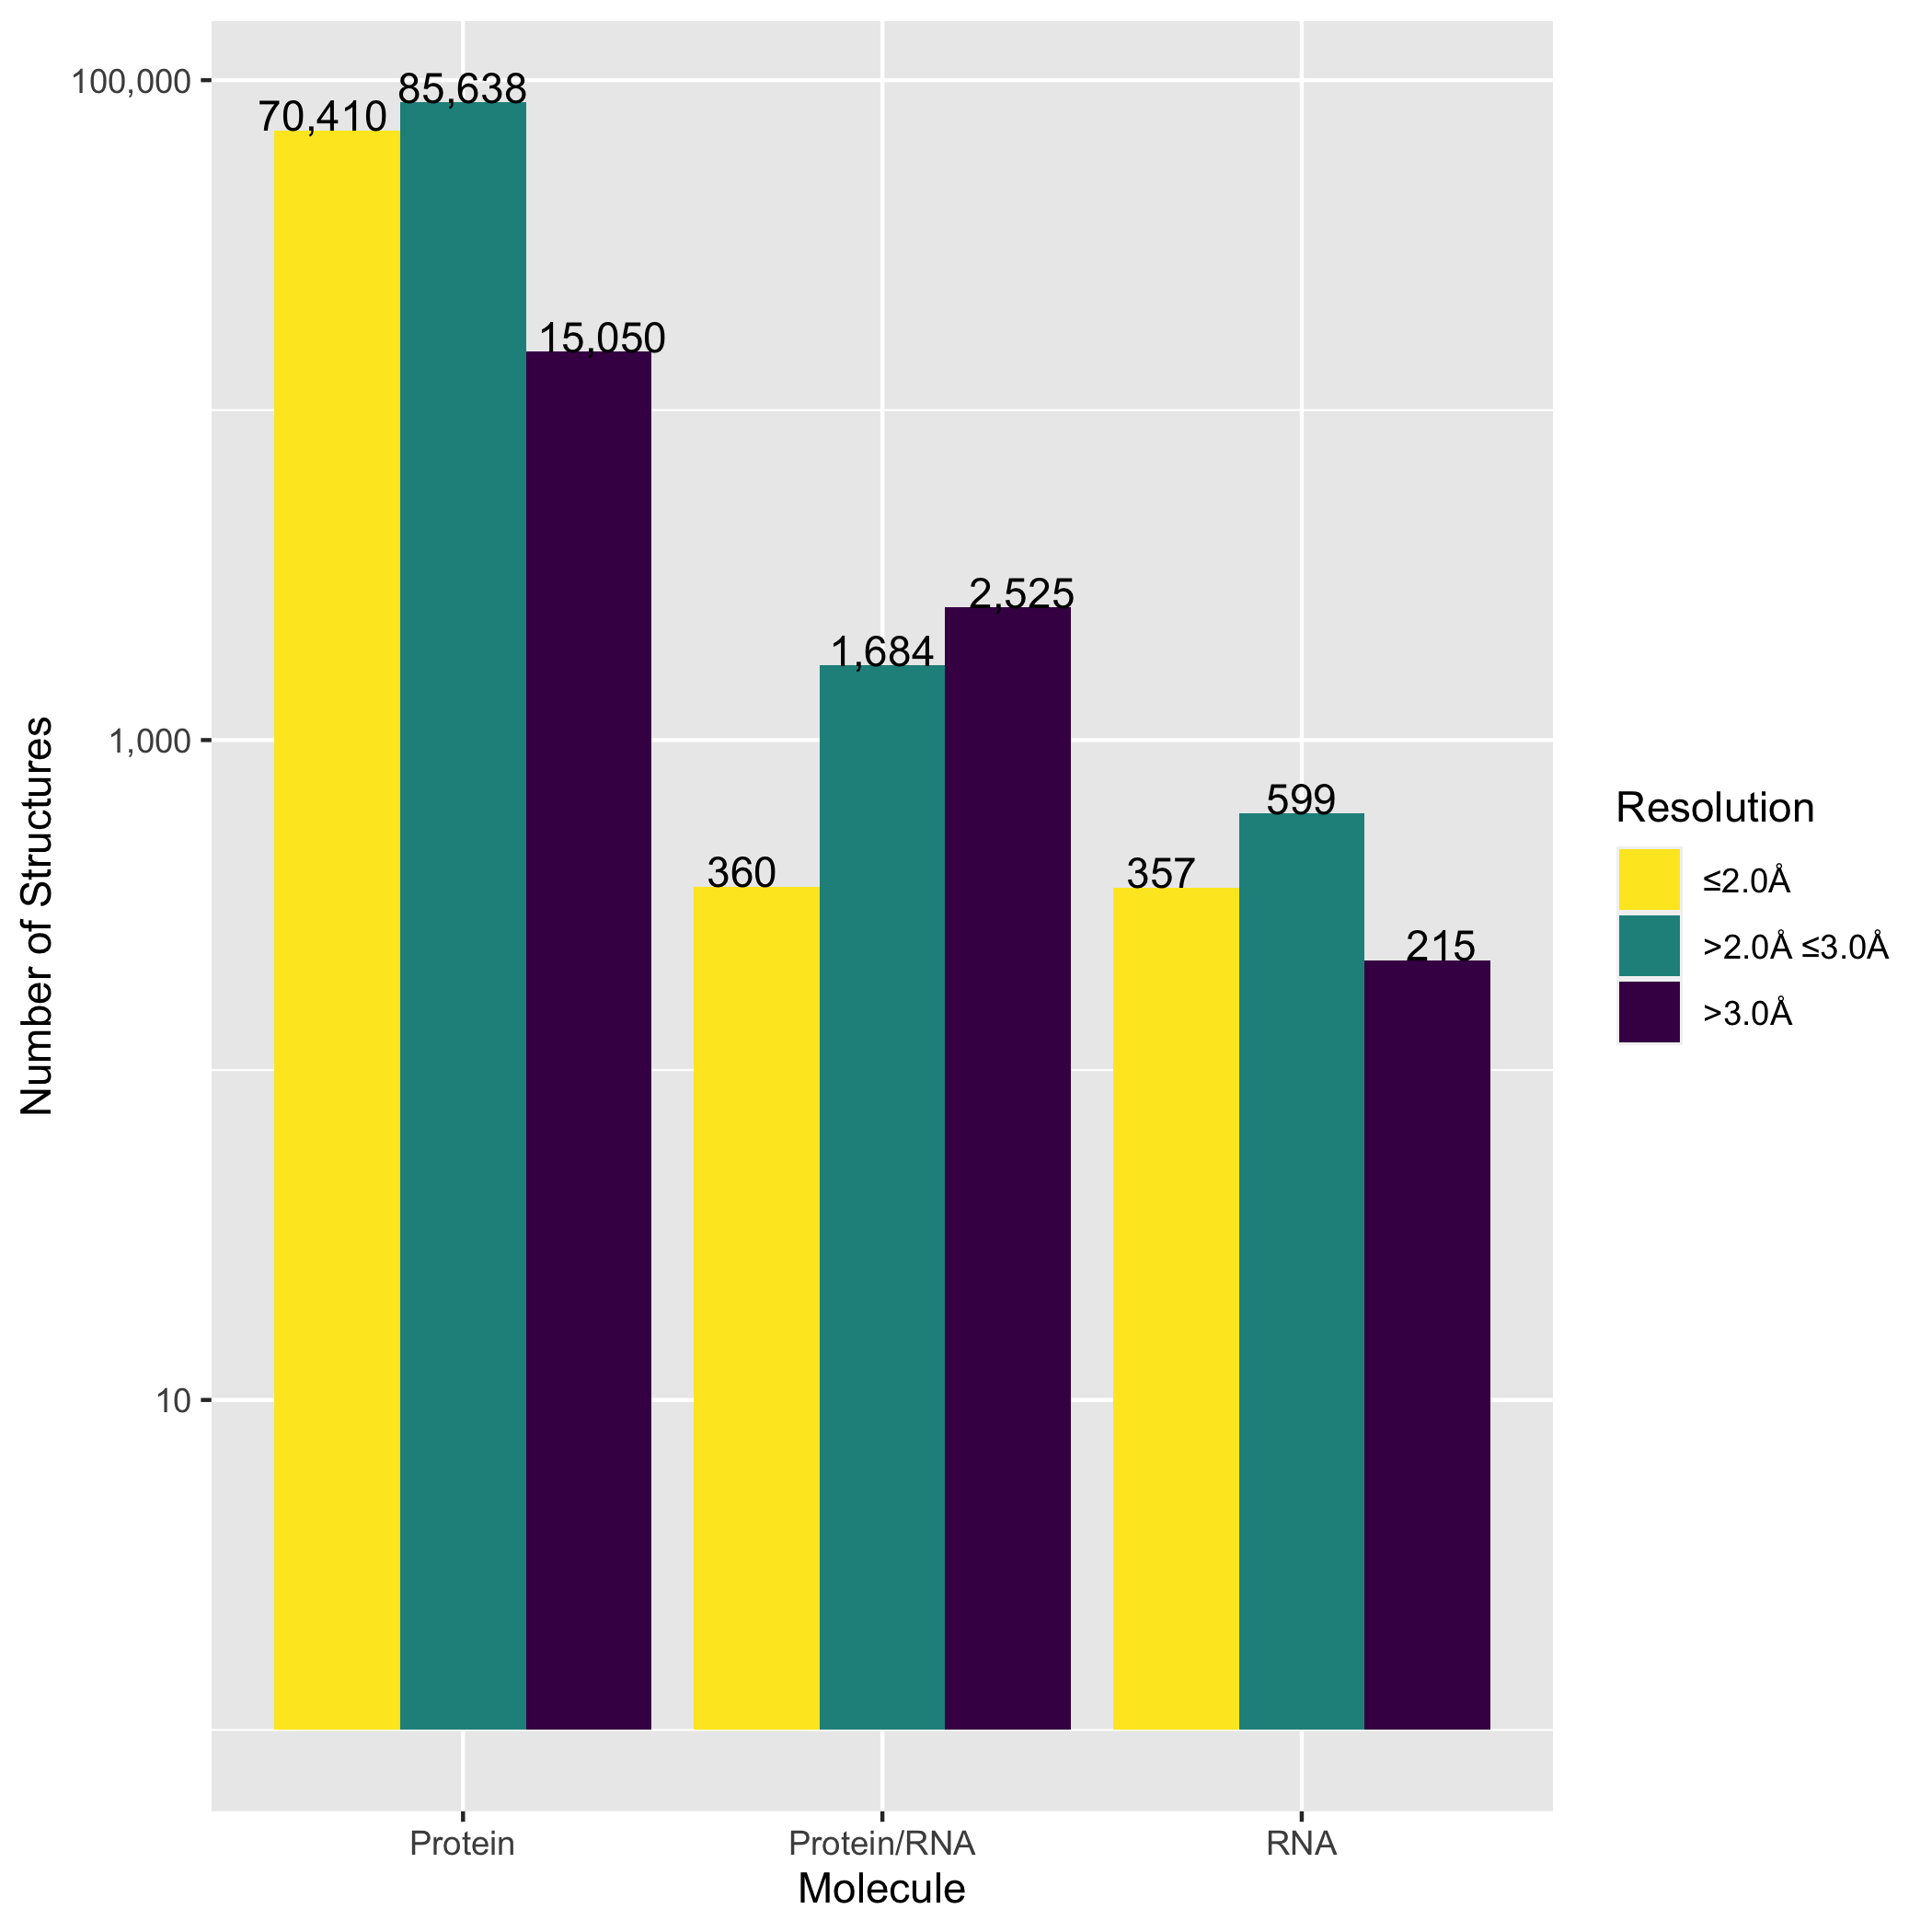 100,000
1,000
10
Number of Structures
70,410
85,638
15,050
360
1,684
2,525
357
599
215
Protein
Protein/RNA
RNA
Molecule
Resolution
≤2.0Å
>2.0Å ≤3.0Å
>3.0Å